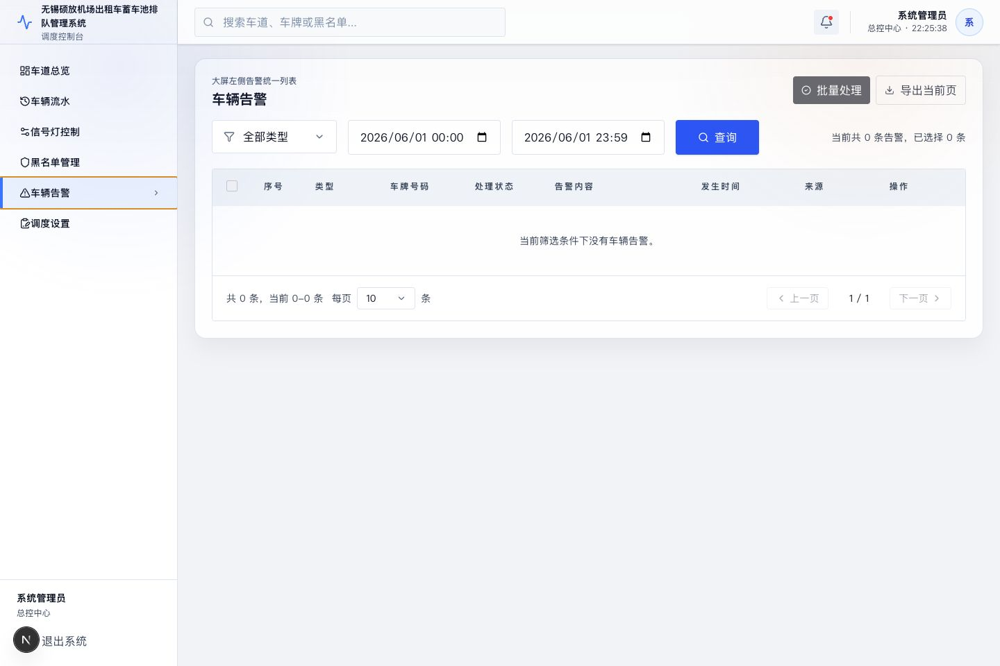 无锡硕放机场出租车蓄车池排
队管理系统
调度控制台
搜索车道、车牌或黑名单...
系统管理员
总控中心 · 22:25:38
系
车道总览
车辆流水
信号灯控制
黑名单管理
车辆告警
调度设置
大屏左侧告警统一列表
车辆告警
批量处理
导出当前页
全部类型
2026/06/01 00:00
2026/06/01 23:59
查询
当前共 0 条告警，已选择 0 条
序号 类型 车牌号码 处理状态 告警内容 发生时间 来源 操作
当前筛选条件下没有车辆告警。
共 0 条，当前 0–0 条 每页 10 条
上一页 1 / 1 下一页
系统管理员
总控中心
N 退出系统